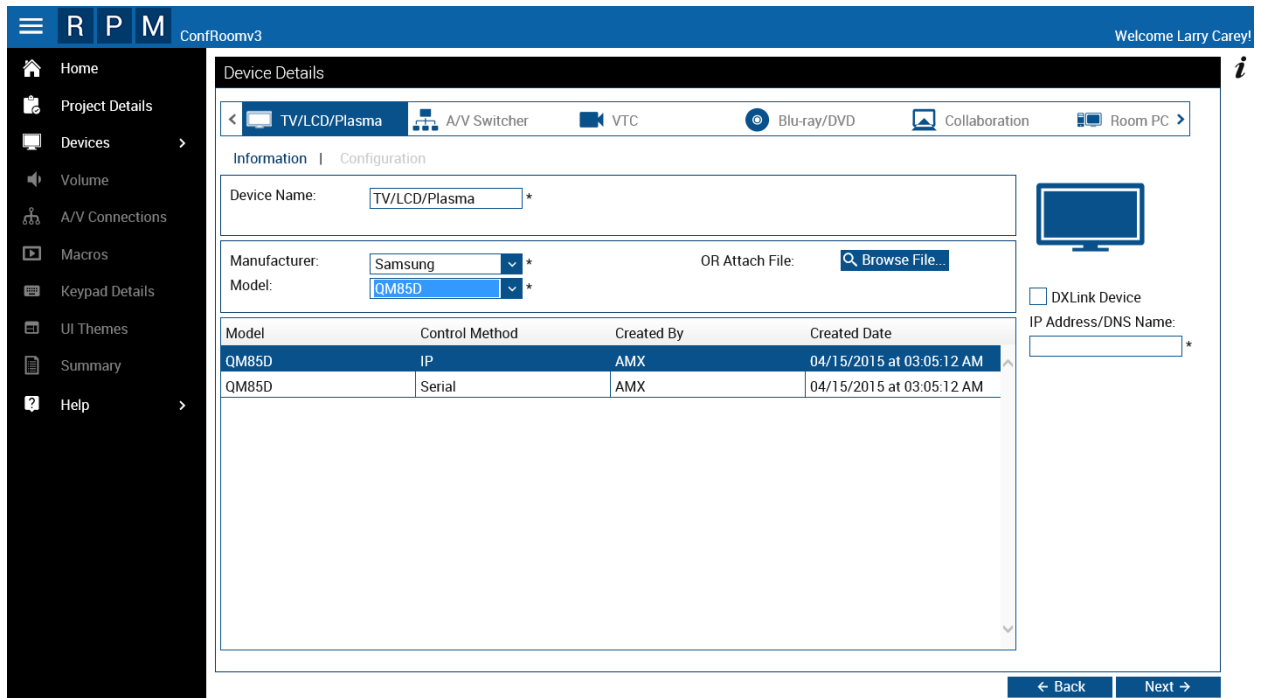 RPM ConfRoomv3 Welcome Larry Carey!
Home
Project Details
Devices >
Volume
A/V Connections
Macros
Keypad Details
UI Themes
Summary
Help >
Device Details i
< TV/LCD/Plasma A/V Switcher VTC Blu-ray/DVD Collaboration Room PC >
Information | Configuration
Device Name: TV/LCD/Plasma *
Manufacturer: Samsung * OR Attach File: Browse File...
Model: QM85D *
DXLink Device
IP Address/DNS Name:
*
Model Control Method Created By Created Date
QM85D IP AMX 04/15/2015 at 03:05:12 AM
QM85D Serial AMX 04/15/2015 at 03:05:12 AM
← Back Next →